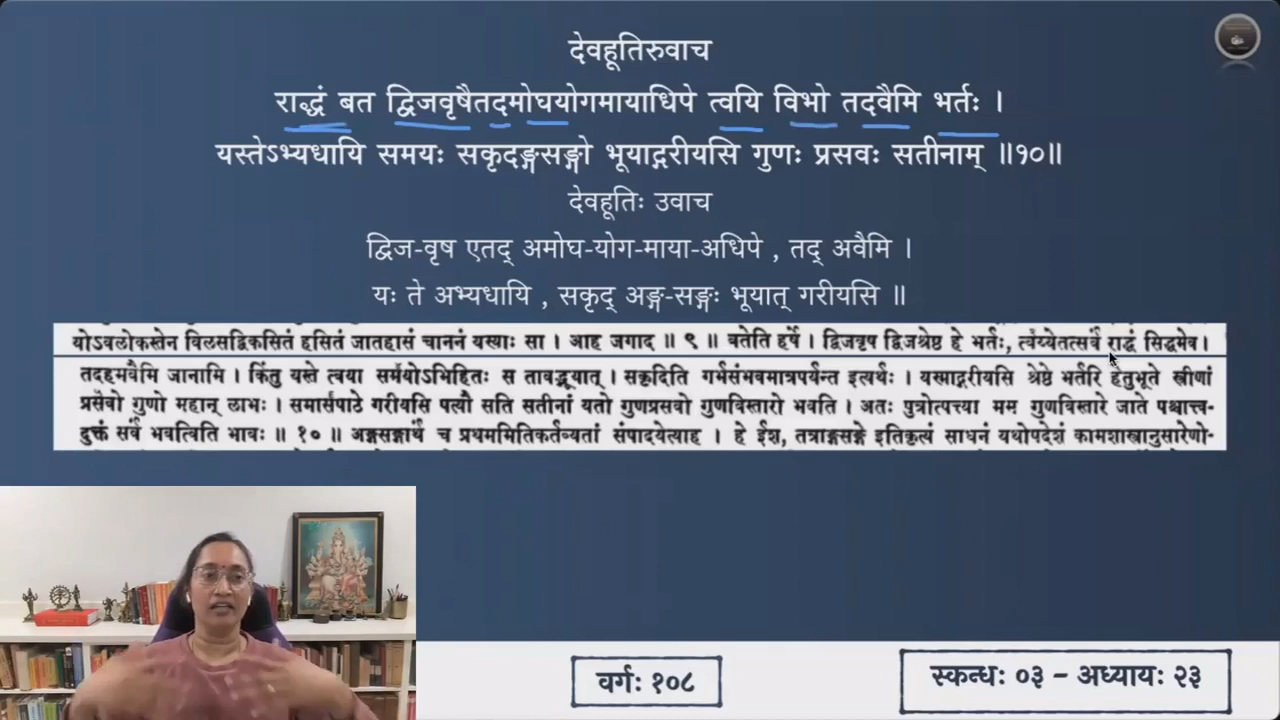 देवहूतिरुवाच
राद्धं बत द्विजवृषैतदमोघयोगमायाधिपे त्वयि विभो तदवैमि भर्तः ।
यस्तेऽभ्यधायि समयः सकृदङ्गसङ्गो भूयाद्गरीयसि गुणः प्रसवः सतीनाम् ॥१०॥
देवहूतिः उवाच
द्विज-वृष एतद् अमोघ-योग-माया-अधिपे , तद् अवैमि ।
यः ते अभ्यधायि , सकृद् अङ्ग-सङ्गः भूयात् गरीयसि ॥
योऽवलोकस्तेन विलसद्विकसितं हसितं जातहासं चाननं यस्याः सा । आह जगाद ॥ ९ ॥ बतेति हर्षे । द्विजवृष द्विजश्रेष्ठ हे भर्तः, त्वय्येतत्सर्वं राद्धं सिद्धमेव।
तदहमवैमि जानामि । किंतु यस्ते त्वया समयोऽभिहितः स तावद्भूयात् । सकृदिति गर्भसंभवमात्रपर्यन्त इत्यर्थः । यस्माद्गरीयसि श्रेष्ठे भर्तरि हेतुभूते स्त्रीणां
प्रसवो गुणो महान् लाभः । समासपाठे गरीयसि पत्यौ सति सतीनां यतो गुणप्रसवो गुणविस्तारो भवति । अतः पुत्रोत्पत्त्या मम गुणविस्तारे जाते पश्चात्त्व-
दुक्तं सर्वं भवत्विति भावः ॥ १० ॥ अङ्गसङ्गार्थं च प्रथममितिकर्तव्यतां संपादयेत्याह । हे ईश, तत्राङ्गसङ्गे इतिकृत्यं साधनं यथोपदेशं कामशास्त्रानुसारेणो-
वर्गः १०८
स्कन्धः ०३ - अध्यायः २३